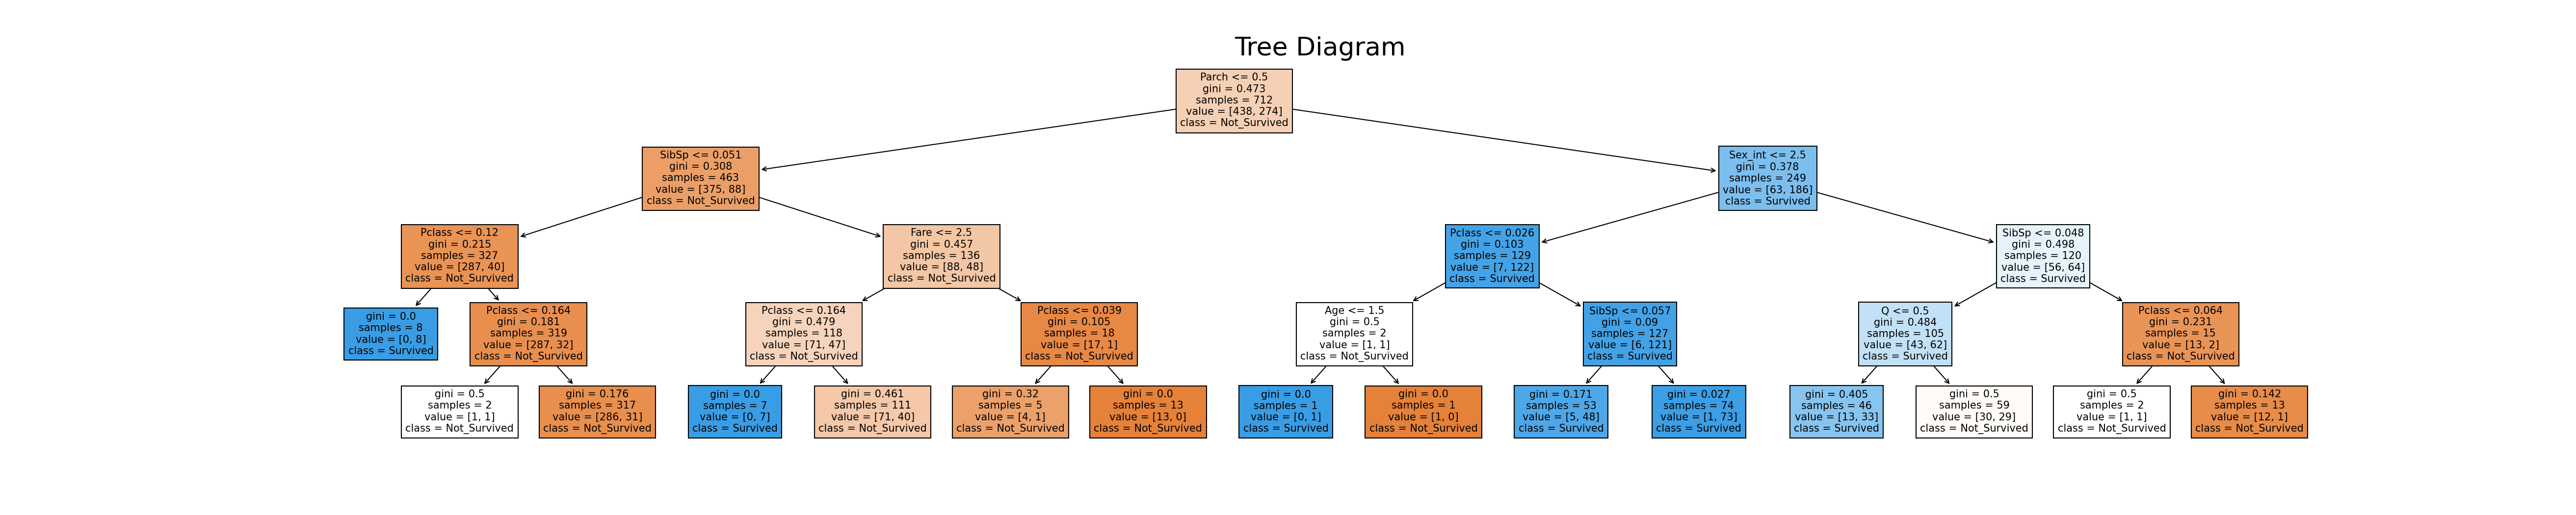 Tree Diagram
Parch <= 0.5
gini = 0.473
samples = 712
value = [438, 274]
class = Not_Survived
SibSp <= 0.051
gini = 0.308
samples = 463
value = [375, 88]
class = Not_Survived
Sex_int <= 2.5
gini = 0.378
samples = 249
value = [63, 186]
class = Survived
Pclass <= 0.12
gini = 0.215
samples = 327
value = [287, 40]
class = Not_Survived
Fare <= 2.5
gini = 0.457
samples = 136
value = [88, 48]
class = Not_Survived
Pclass <= 0.026
gini = 0.103
samples = 129
value = [7, 122]
class = Survived
SibSp <= 0.048
gini = 0.498
samples = 120
value = [56, 64]
class = Survived
gini = 0.0
samples = 8
value = [0, 8]
class = Survived
Pclass <= 0.164
gini = 0.181
samples = 319
value = [287, 32]
class = Not_Survived
Pclass <= 0.164
gini = 0.479
samples = 118
value = [71, 47]
class = Not_Survived
Pclass <= 0.039
gini = 0.105
samples = 18
value = [17, 1]
class = Not_Survived
Age <= 1.5
gini = 0.5
samples = 2
value = [1, 1]
class = Not_Survived
SibSp <= 0.057
gini = 0.09
samples = 127
value = [6, 121]
class = Survived
Q <= 0.5
gini = 0.484
samples = 105
value = [43, 62]
class = Survived
Pclass <= 0.064
gini = 0.231
samples = 15
value = [13, 2]
class = Not_Survived
gini = 0.5
samples = 2
value = [1, 1]
class = Not_Survived
gini = 0.176
samples = 317
value = [286, 31]
class = Not_Survived
gini = 0.0
samples = 7
value = [0, 7]
class = Survived
gini = 0.461
samples = 111
value = [71, 40]
class = Not_Survived
gini = 0.32
samples = 5
value = [4, 1]
class = Not_Survived
gini = 0.0
samples = 13
value = [13, 0]
class = Not_Survived
gini = 0.0
samples = 1
value = [0, 1]
class = Survived
gini = 0.0
samples = 1
value = [1, 0]
class = Not_Survived
gini = 0.171
samples = 53
value = [5, 48]
class = Survived
gini = 0.027
samples = 74
value = [1, 73]
class = Survived
gini = 0.405
samples = 46
value = [13, 33]
class = Survived
gini = 0.5
samples = 59
value = [30, 29]
class = Not_Survived
gini = 0.5
samples = 2
value = [1, 1]
class = Not_Survived
gini = 0.142
samples = 13
value = [12, 1]
class = Not_Survived